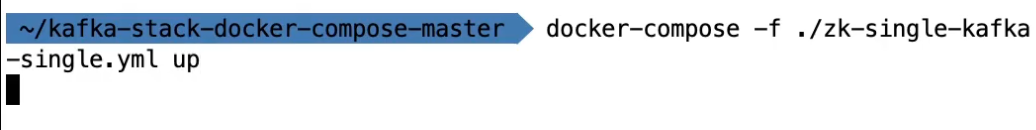 ~/kafka-stack-docker-compose-master docker-compose -f ./zk-single-kafka
-single.yml up